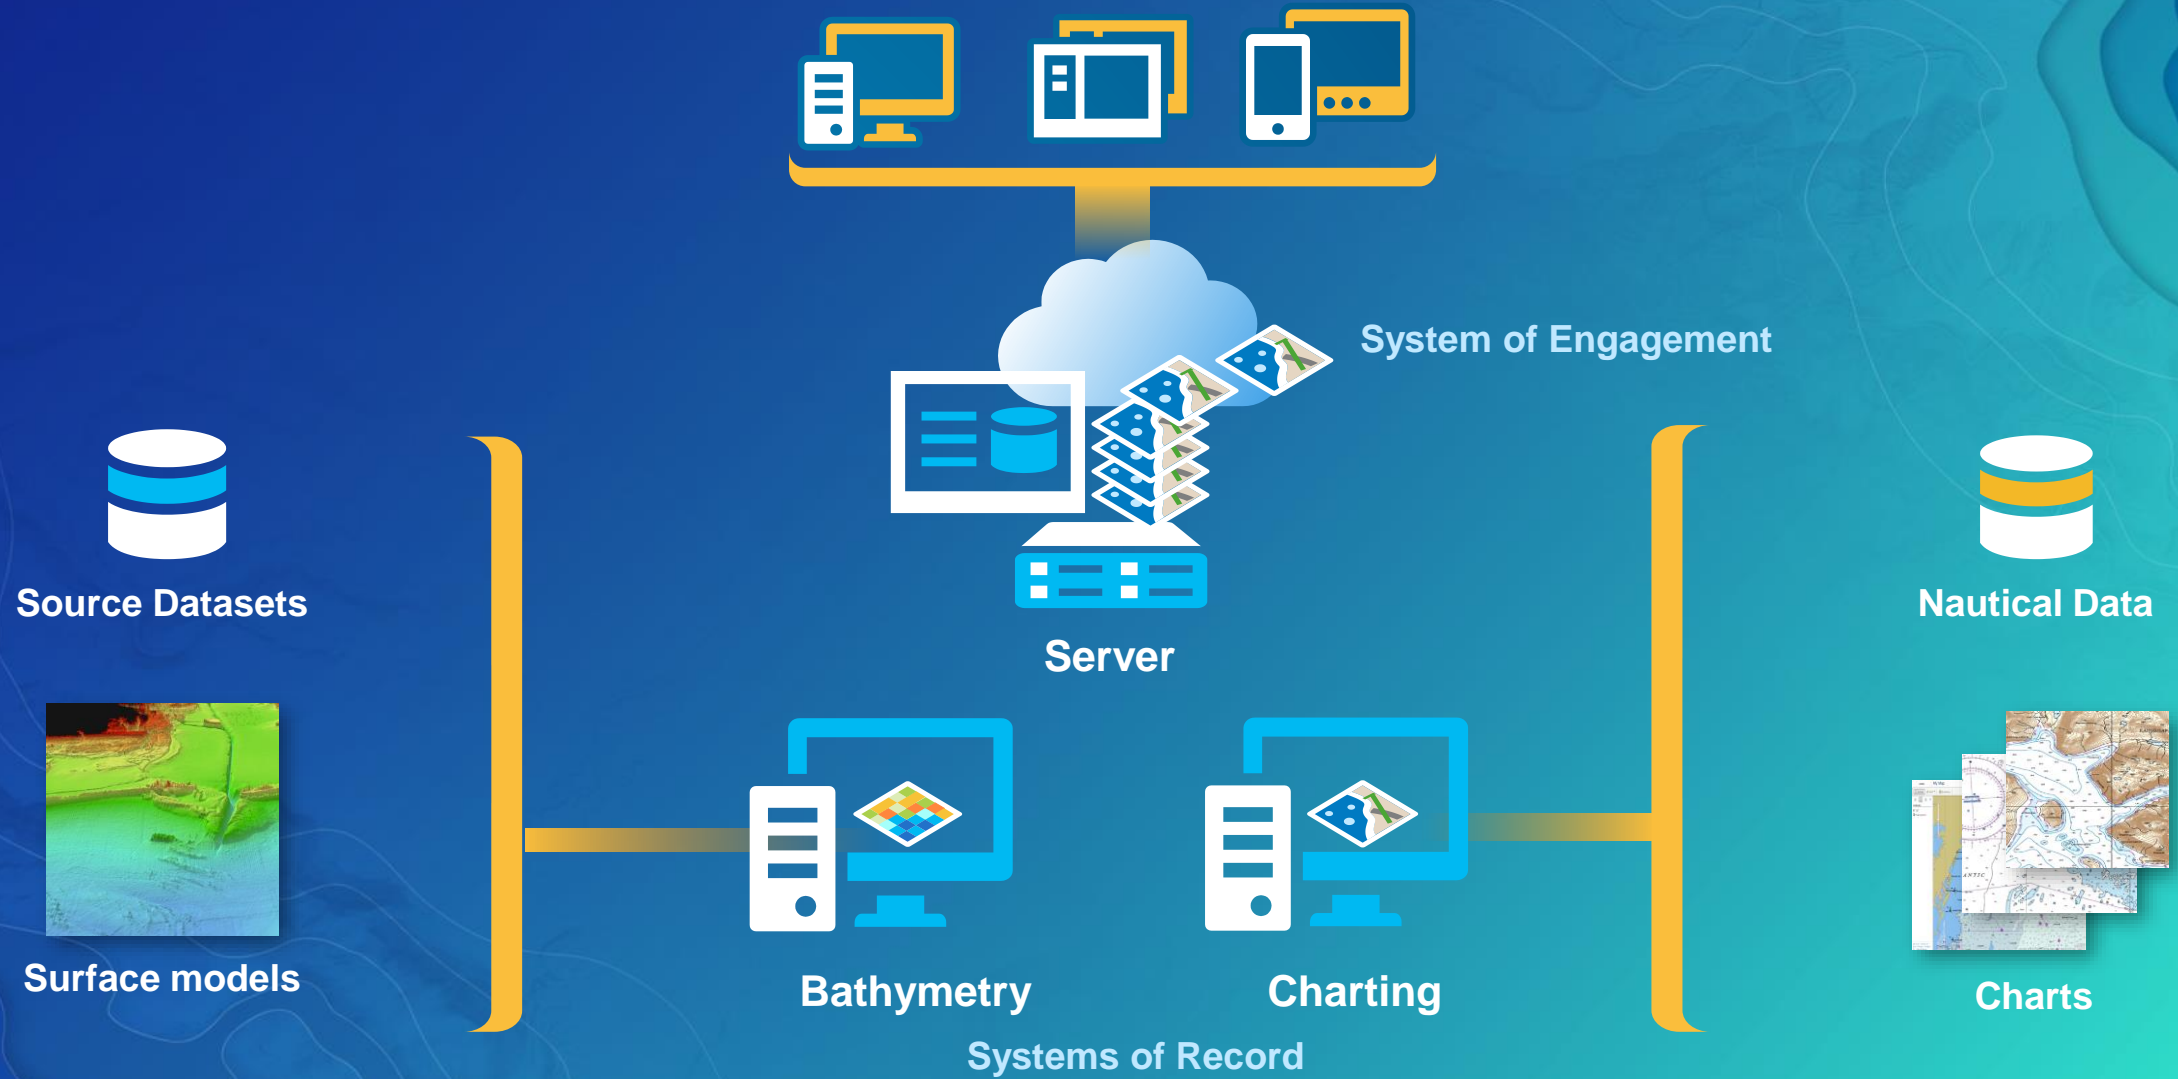 System of Engagement
Source Datasets
Nautical Data
Server
Surface models
Bathymetry
Charting
Charts
Systems of Record